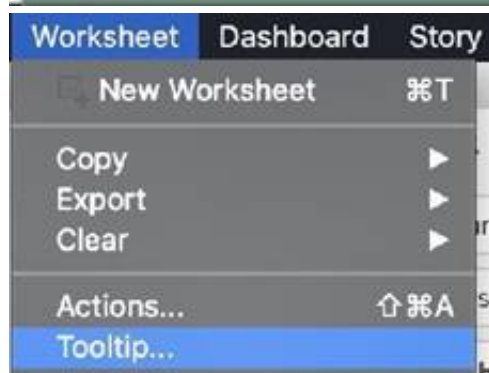 Worksheet Dashboard Story
New Worksheet ⌘T
Copy ▶
Export ▶
Clear ▶
Actions... ⇧⌘A
Tooltip...